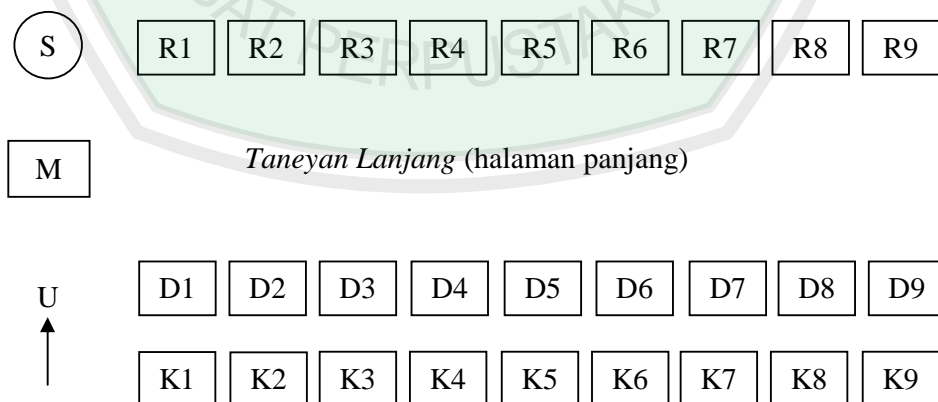 S R1 R2 R3 R4 R5 R6 R7 R8 R9
M Taneyan Lanjang (halaman panjang)
D1 D2 D3 D4 D5 D6 D7 D8 D9
U
K1 K2 K3 K4 K5 K6 K7 K8 K9